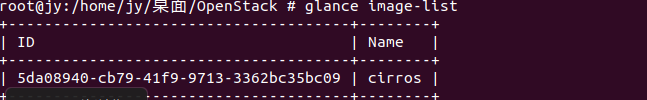 root@jy:/home/jy/桌面/OpenStack # glance image-list
+--------------------------------------+--------+
| ID                                   | Name   |
+--------------------------------------+--------+
| 5da08940-cb79-41f9-9713-3362bc35bc09 | cirros |
+--------------------------------------+--------+